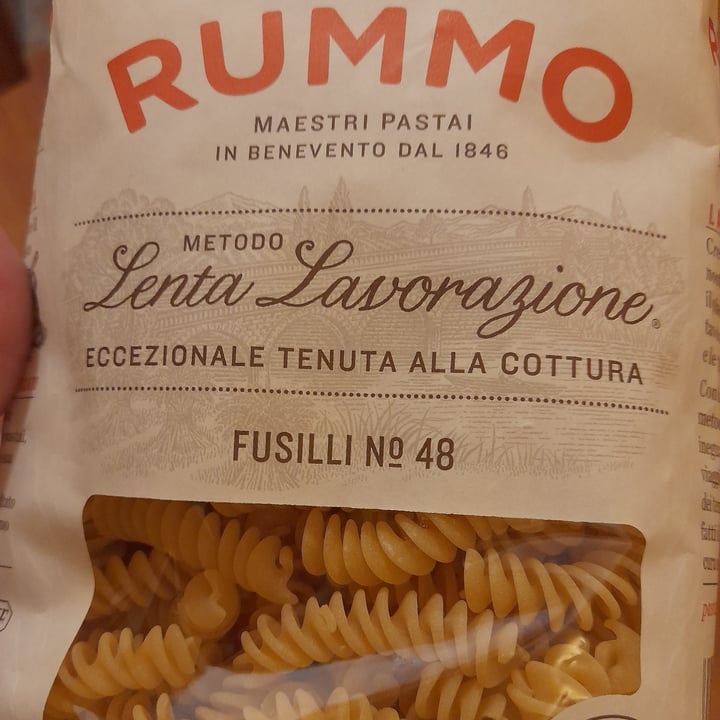 RUMMO
MAESTRI PASTAI
IN BENEVENTO DAL 1846
METODO
Lenta Lavorazione®
ECCEZIONALE TENUTA ALLA COTTURA
FUSILLI Nº 48